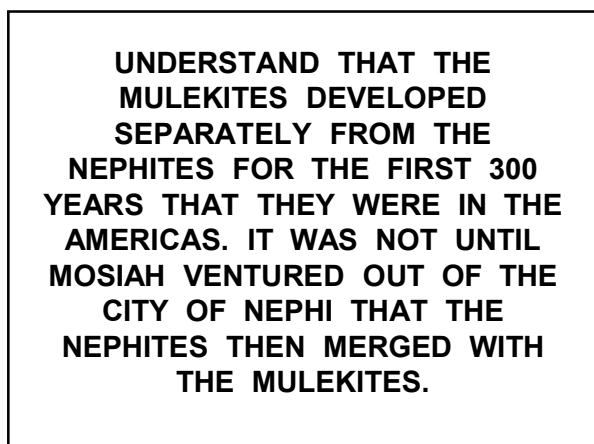 UNDERSTAND THAT THE
MULEKITES DEVELOPED
SEPARATELY FROM THE
NEPHITES FOR THE FIRST 300
YEARS THAT THEY WERE IN THE
AMERICAS. IT WAS NOT UNTIL
MOSIAH VENTURED OUT OF THE
CITY OF NEPHI THAT THE
NEPHITES THEN MERGED WITH
THE MULEKITES.